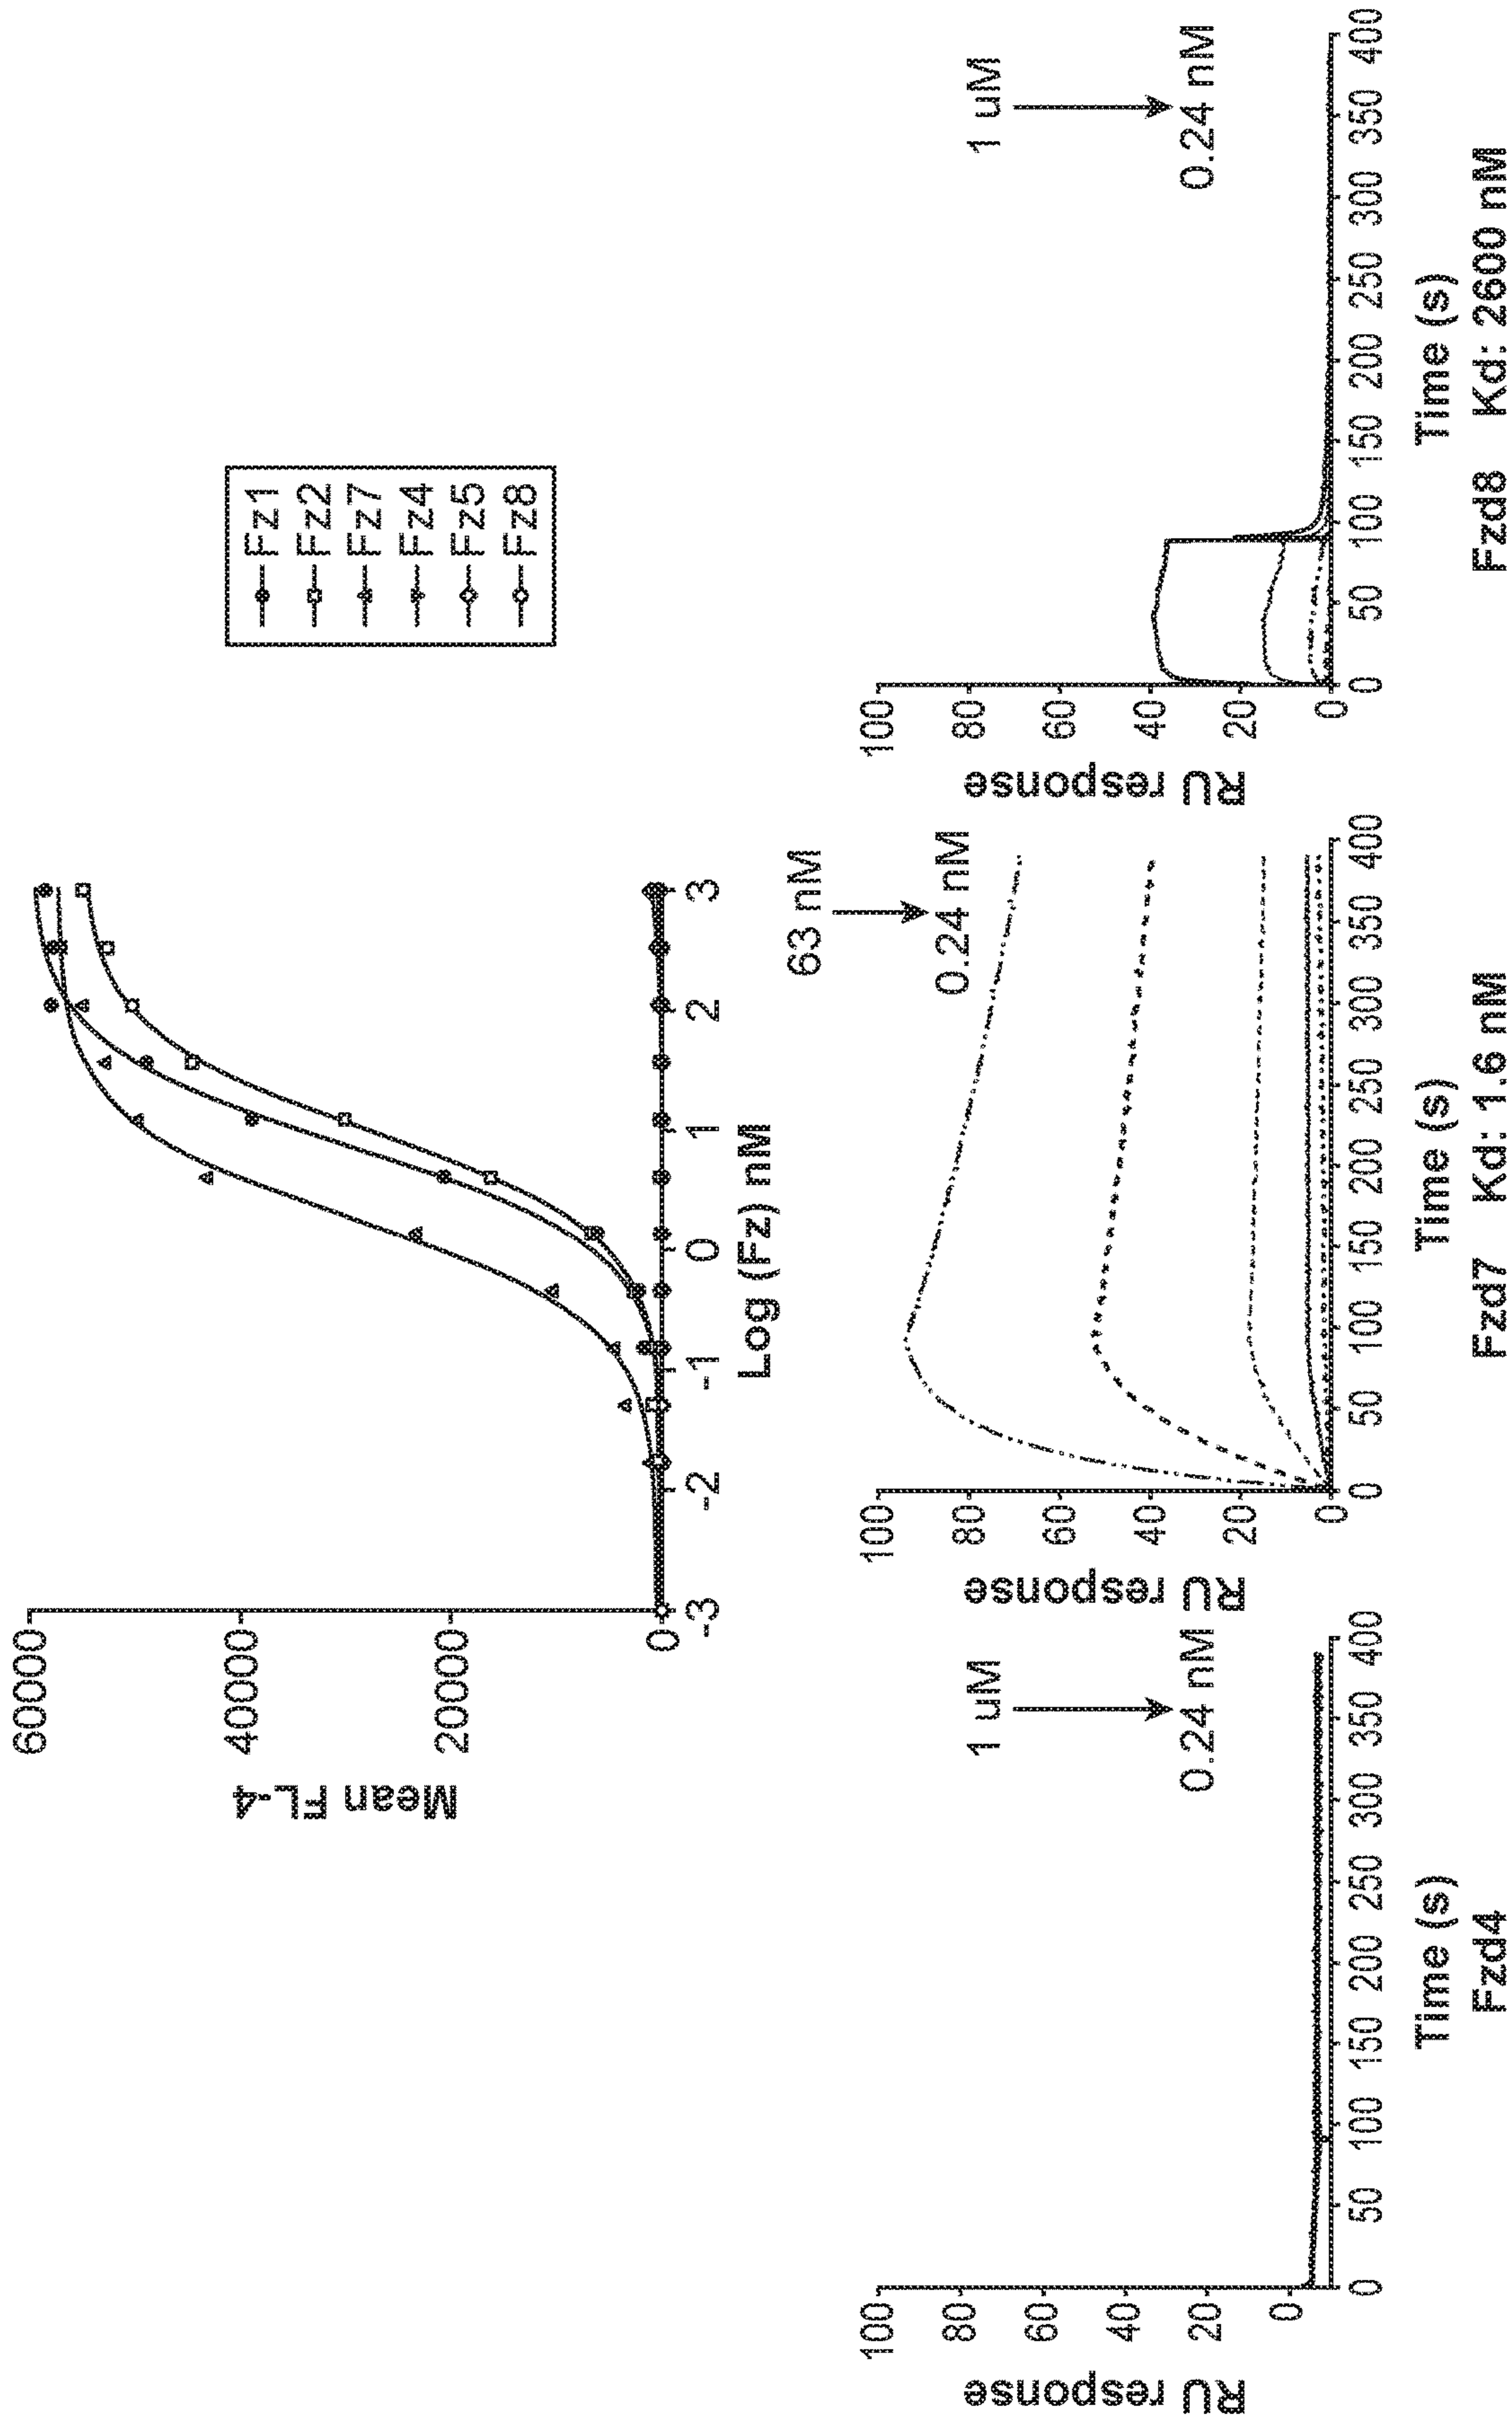 60000
40000
20000
0
Mean FL-4
-3 -2 -1 0 1 2 3
Log (Fz) nM
Fz1
Fz2
Fz7
Fz4
Fz5
Fz8
100
80
60
40
20
0
RU response
1 uM
0.24 nM
0 50 100 150 200 250 300 350 400
Time (s)
Fzd4
100
80
60
40
20
0
RU response
63 nM
0.24 nM
0 50 100 150 200 250 300 350 400
Time (s)
Fzd7 Kd: 1.6 nM
100
80
60
40
20
0
RU response
1 uM
0.24 nM
0 50 100 150 200 250 300 350 400
Time (s)
Fzd8 Kd: 2600 nM